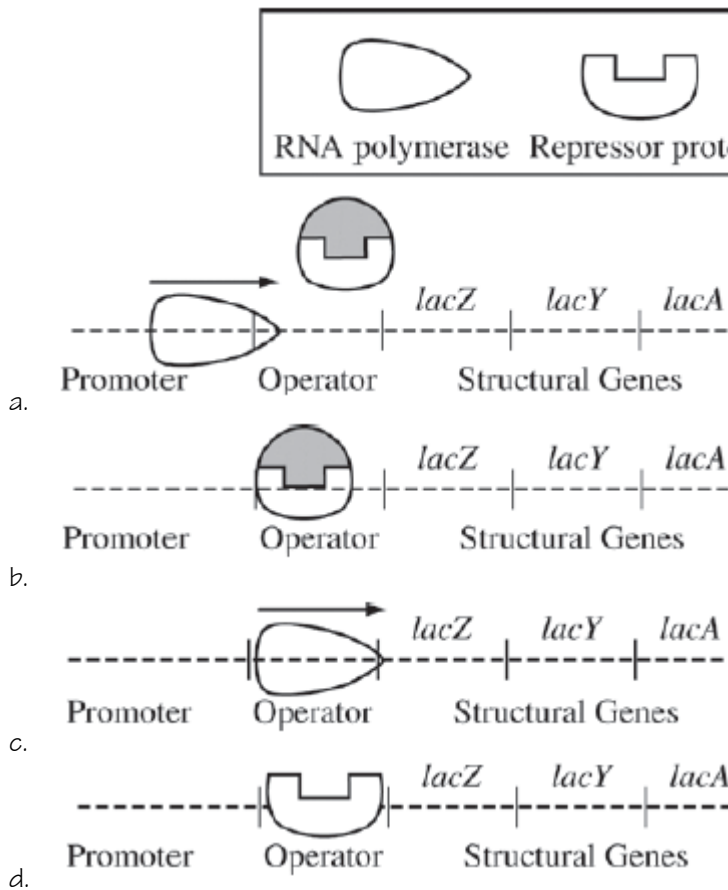 RNA polymerase Repressor prot
lacZ lacY lacA
Promoter Operator Structural Genes
a.
lacZ lacY lacA
Promoter Operator Structural Genes
b.
lacZ lacY lacA
Promoter Operator Structural Genes
c.
lacZ lacY lacA
Promoter Operator Structural Genes
d.